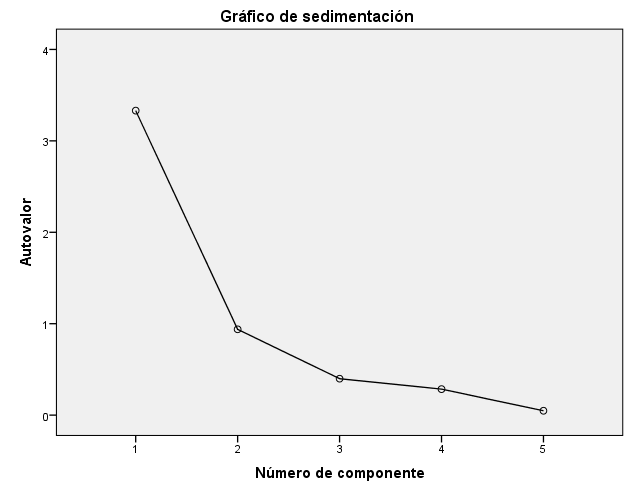 Gráfico de sedimentación
4
3
2
1
0
Autovalor
1 2 3 4 5
Número de componente